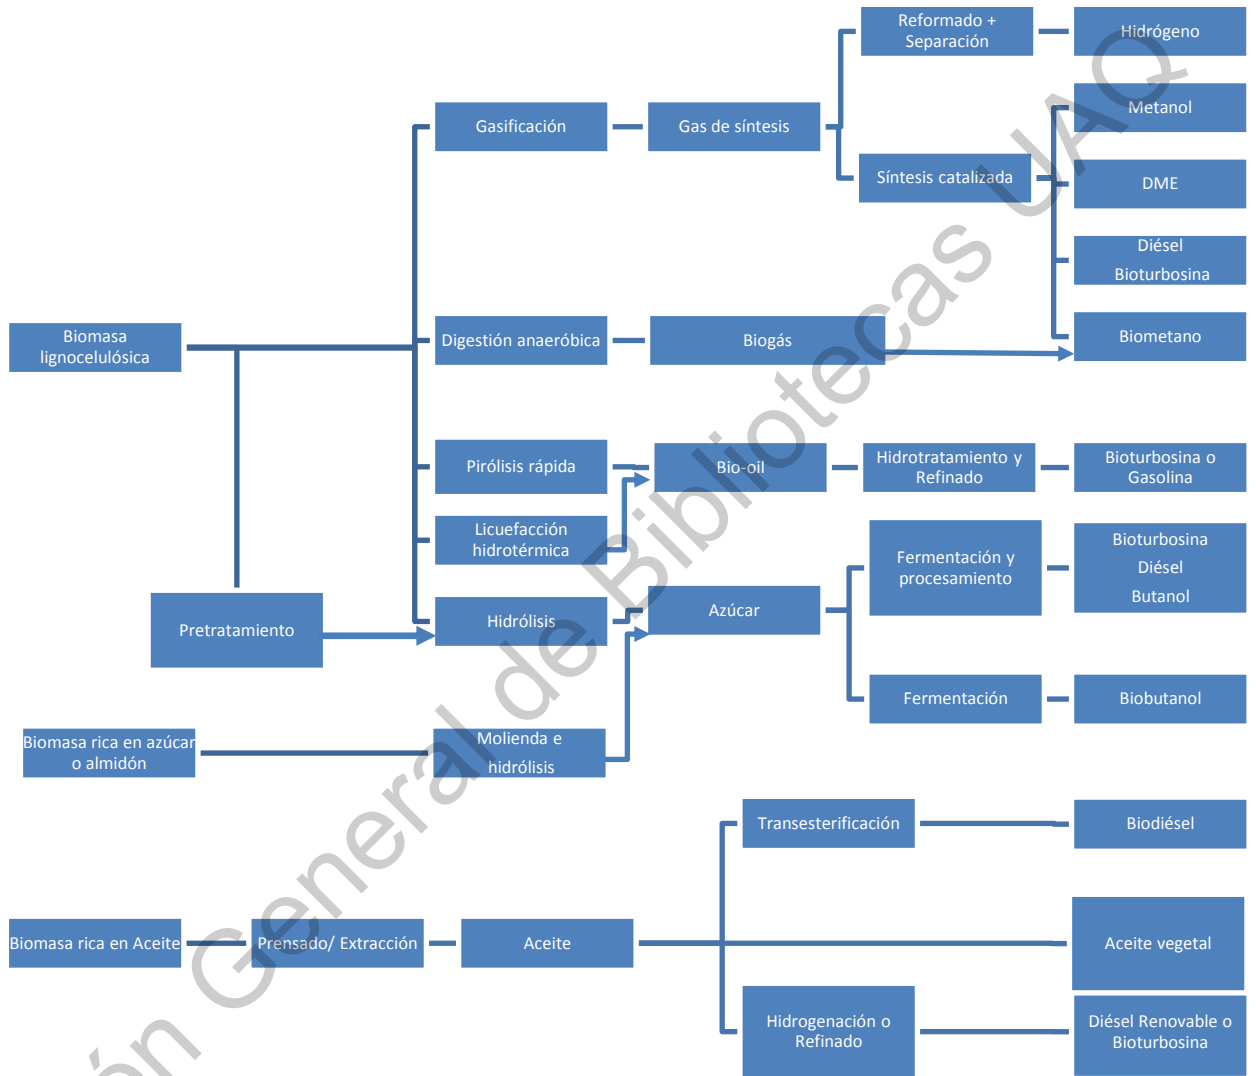 Reformado +
Separación
Hidrógeno
Gasificación
Gas de síntesis
Metanol
Síntesis catalizada
DME
Diésel
Bioturbosina
Biomasa
lignocelulósica
Digestión anaeróbica
Biogás
Biometano
Pirólisis rápida
Bio-oil
Hidrotratamiento y
Refinado
Bioturbosina o
Gasolina
Licuefacción
hidrotérmica
Fermentación y
procesamiento
Bioturbosina
Diésel
Butanol
Pretratamiento
Hidrólisis
Azúcar
Fermentación
Biobutanol
Biomasa rica en azúcar
o almidón
Molienda e
hidrólisis
Transesterificación
Biodiésel
Biomasa rica en Aceite
Prensado/ Extracción
Aceite
Aceite vegetal
Hidrogenación o
Refinado
Diésel Renovable o
Bioturbosina
ón General de Bibliotecas UAQ